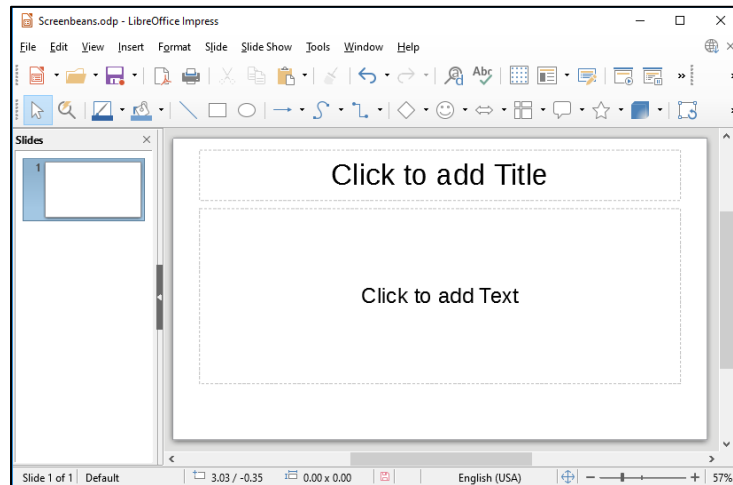 Screenbeans.odp - LibreOffice Impress
File Edit View Insert Format Slide Slide Show Tools Window Help
Abc
Slides
1
Click to add Title
Click to add Text
Slide 1 of 1 Default 3.03 / -0.35 0.00 x 0.00 English (USA) 57%